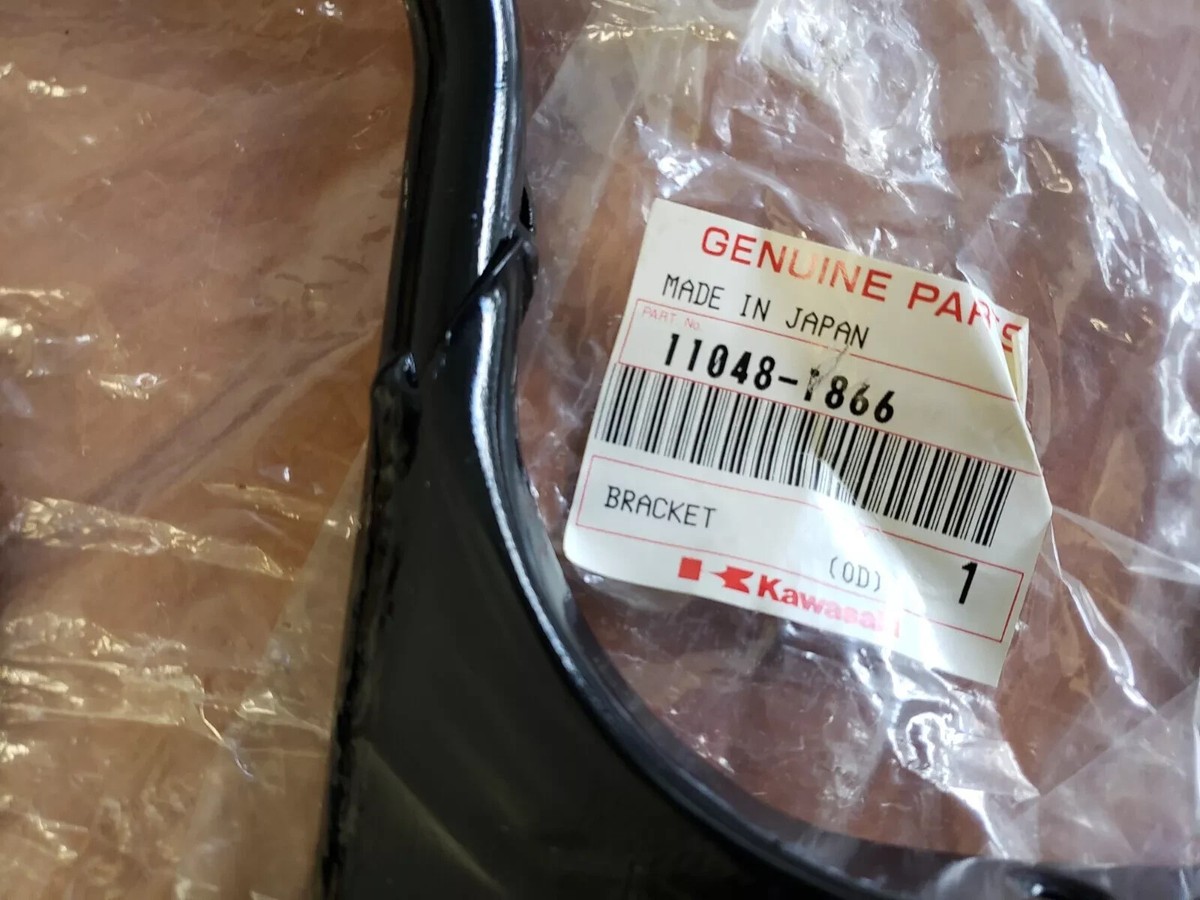 GENUINE PARTS
MADE IN JAPAN
PART No.
11048-1866
BRACKET
(OD) 1
Kawasaki